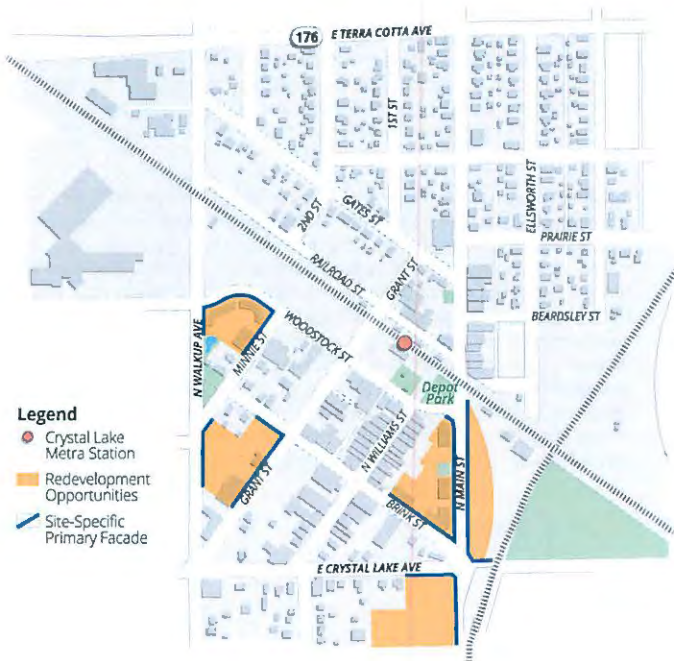 176
E TERRA COTTA AVE
1ST ST
ELLSWORTH ST
2ND ST
GATES ST
PRAIRIE ST
RAILROAD ST
GRANT ST
BEARDSLEY ST
N WALKUP AVE
MINNIE ST
WOODSTOCK ST
Depot
Park
Legend
Crystal Lake
Metra Station
Redevelopment
Opportunities
Site-Specific
Primary Facade
N WILLIAMS ST
GRANT ST
N MAIN ST
BRINK ST
E CRYSTAL LAKE AVE